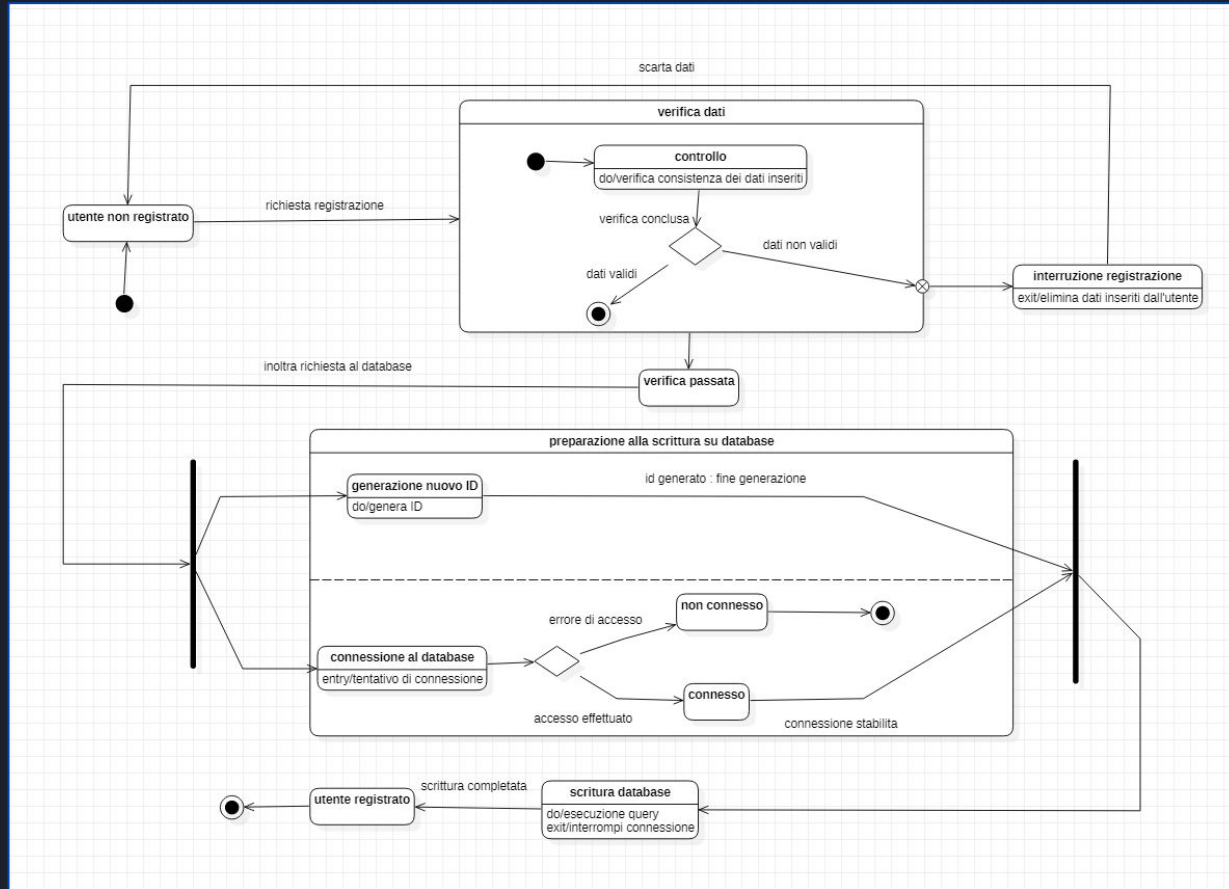 scarta dati
verifica dati
controllo
do/verifica consistenza dei dati inseriti
utente non registrato
richiesta registrazione
verifica conclusa
dati non validi
dati validi
interruzione registrazione
exit/elimina dati inseriti dall'utente
inoltra richiesta al database
verifica passata
preparazione alla scrittura su database
generazione nuovo ID
do/genera ID
id generato : fine generazione
non connesso
errore di accesso
connessione al database
entry/tentativo di connessione
connesso
accesso effettuato
connessione stabilita
scrittura completata
utente registrato
scritura database
do/esecuzione query
exit/interrompi connessione